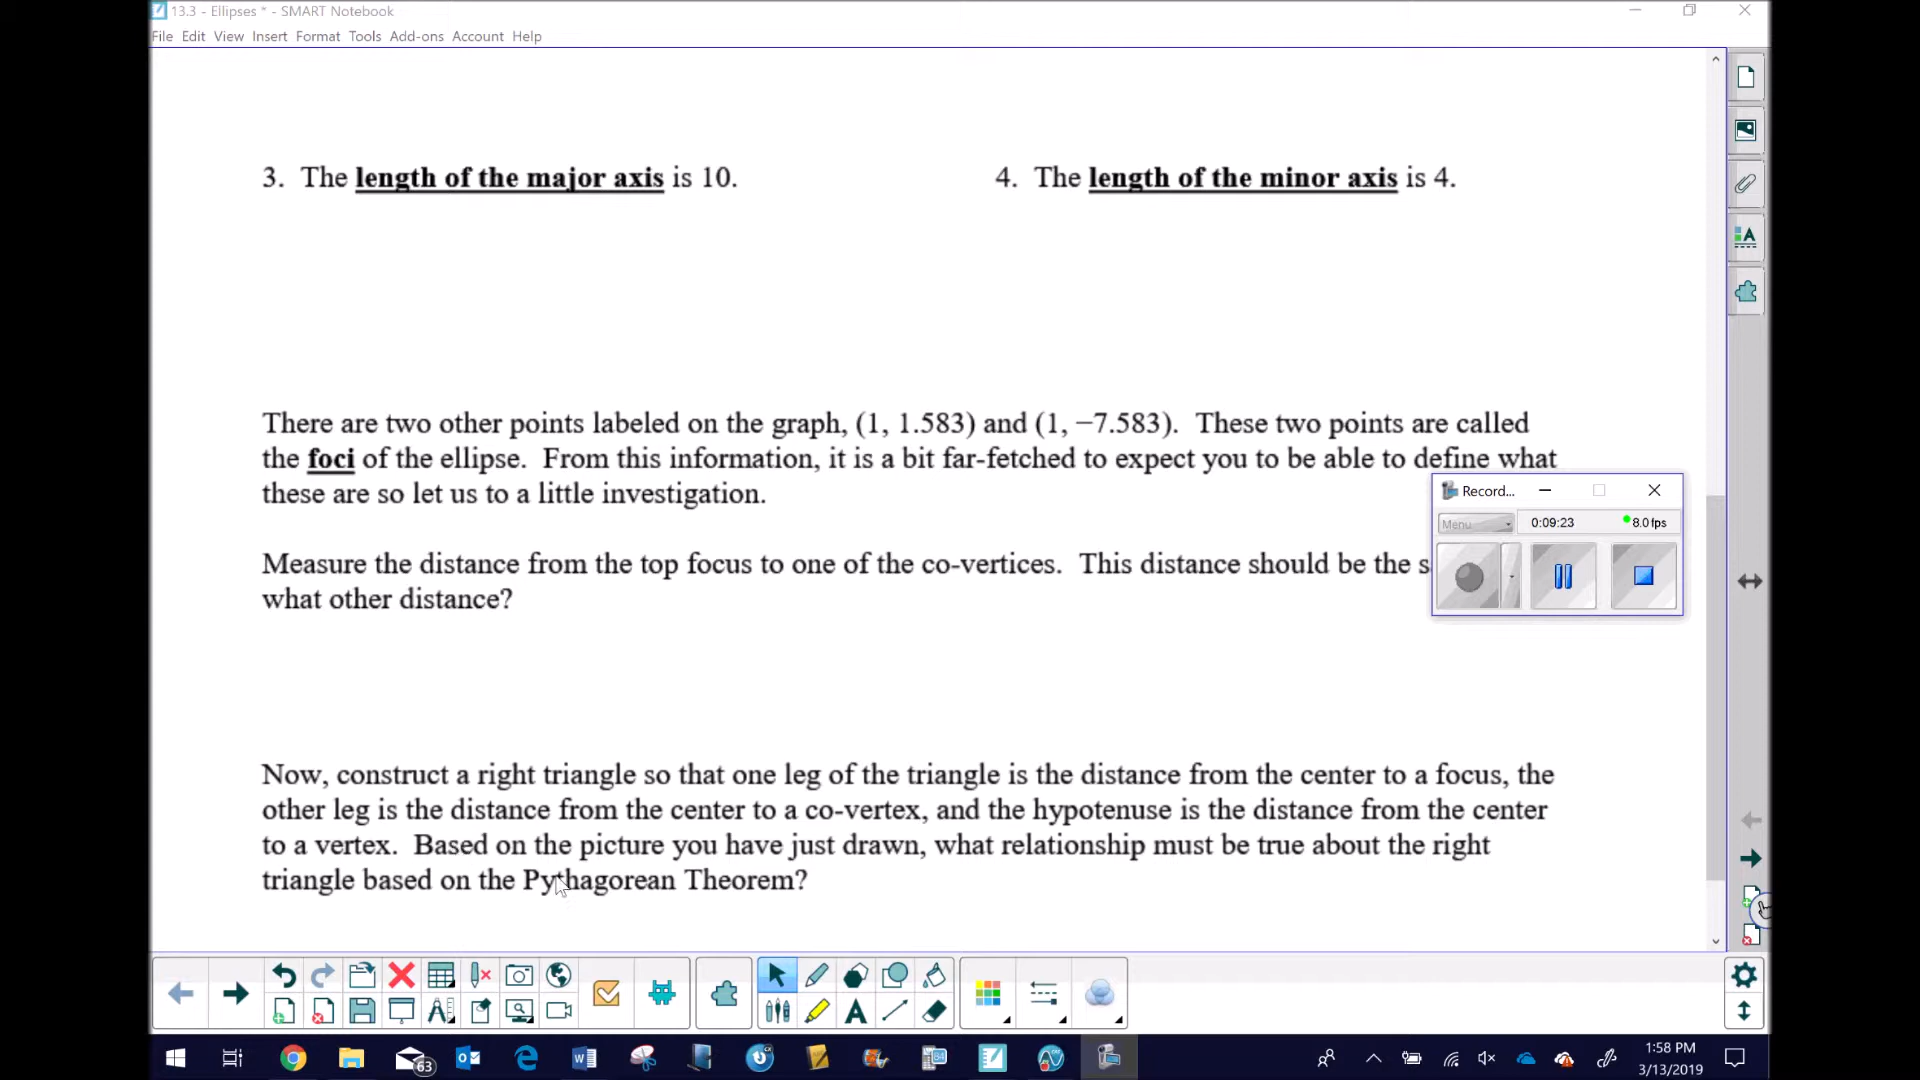 13.3 - Ellipses * - SMART Notebook
File Edit View Insert Format Tools Add-ons Account Help
3. The length of the major axis is 10.
4. The length of the minor axis is 4.
There are two other points labeled on the graph, (1, 1.583) and (1, −7.583). These two points are called
the foci of the ellipse. From this information, it is a bit far-fetched to expect you to be able to define what
these are so let us to a little investigation.
Record...
Menu
0:09:23
8.0 fps
Measure the distance from the top focus to one of the co-vertices. This distance should be the
what other distance?
Now, construct a right triangle so that one leg of the triangle is the distance from the center to a focus, the
other leg is the distance from the center to a co-vertex, and the hypotenuse is the distance from the center
to a vertex. Based on the picture you have just drawn, what relationship must be true about the right
triangle based on the Pythagorean Theorem?
63
1:58 PM
3/13/2019